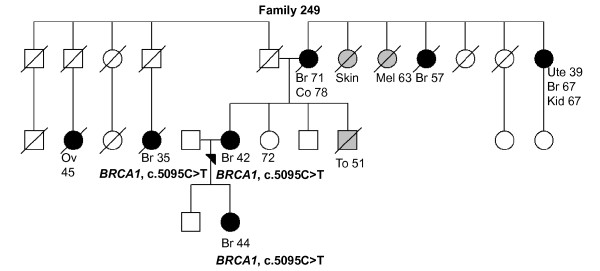 Family 249
Br 71
Co 78
Skin
Mel 63
Br 57
Ute 39
Br 67
Kid 67
Ov
45
Br 35
BRCA1, c.5095C>T
Br 42
BRCA1, c.5095C>T
72
To 51
Br 44
BRCA1, c.5095C>T